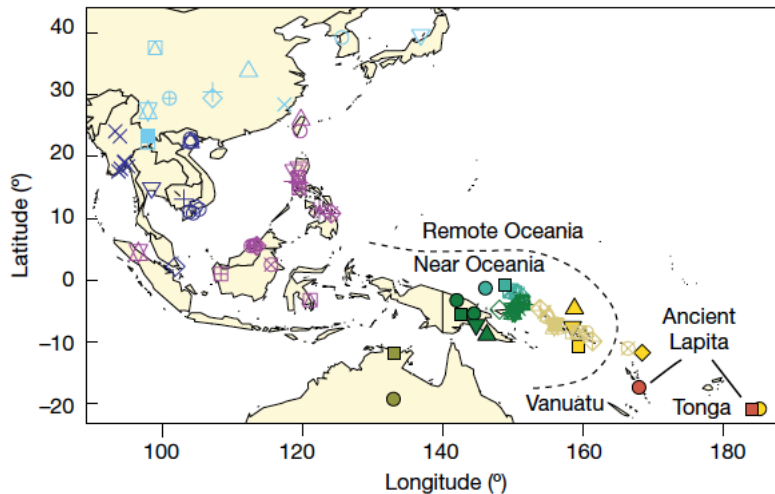 40
30
20
10
0
−10
−20
Latitude (º)
Remote Oceania
Near Oceania
Ancient
Lapita
Vanuatu
Tonga
100
120
140
160
180
Longitude (º)